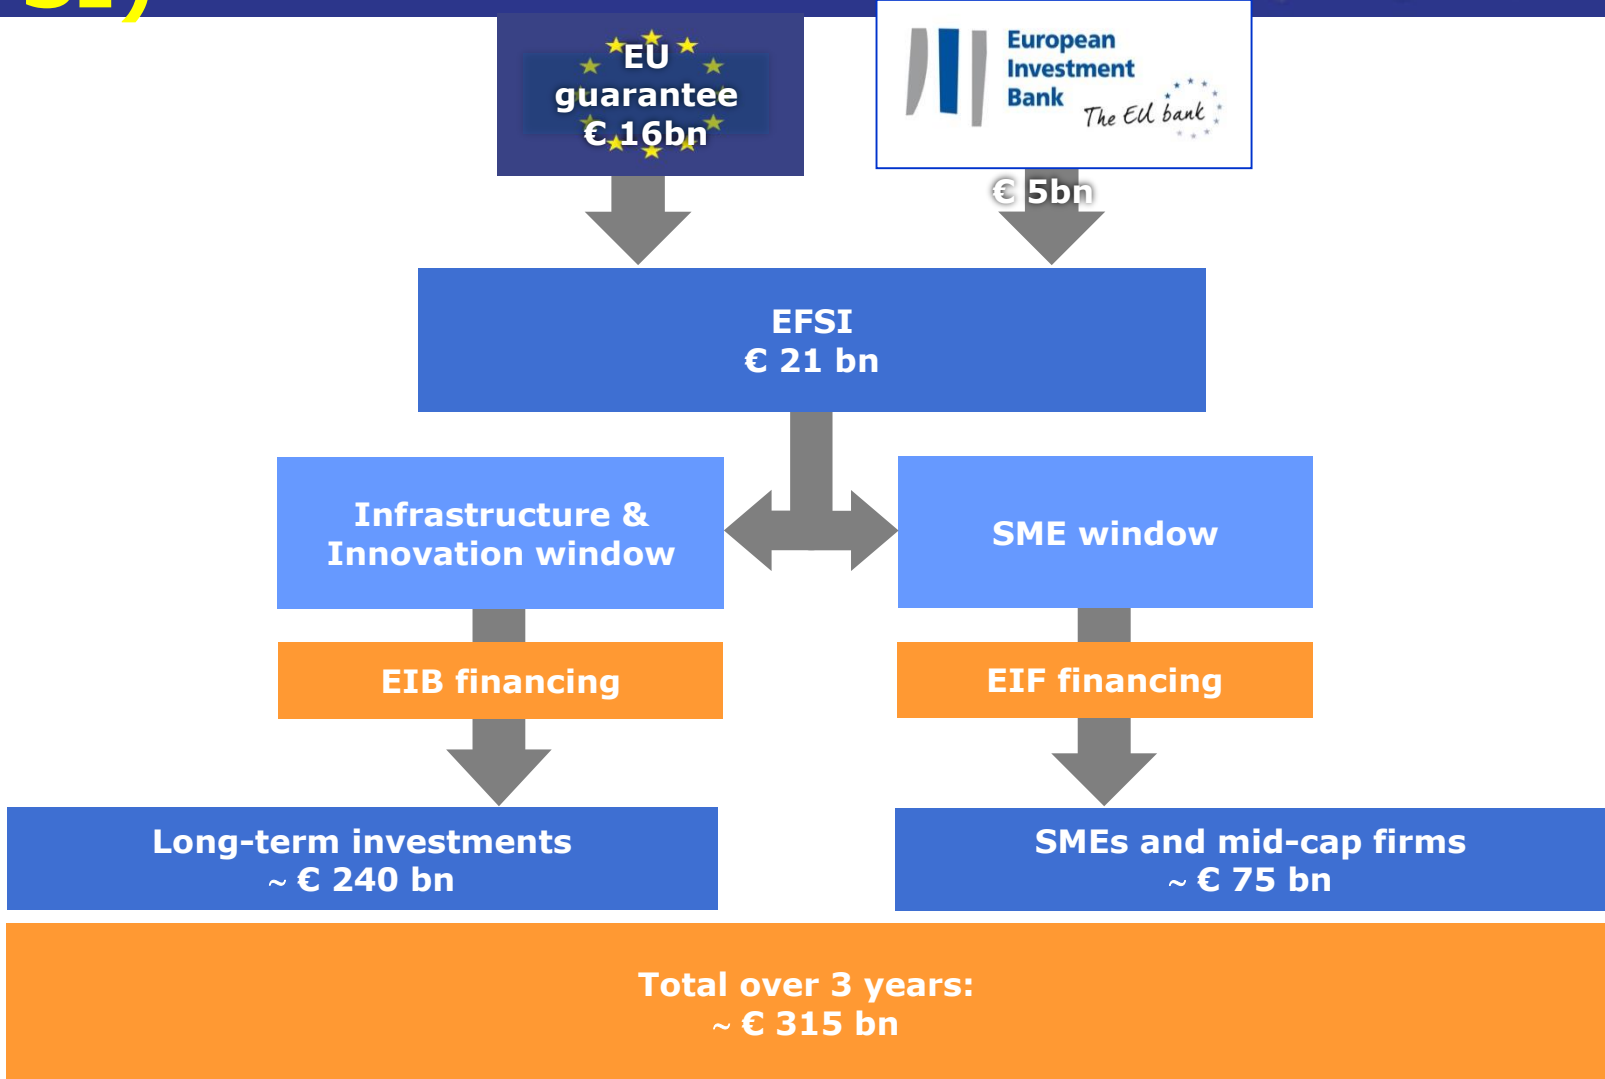 SI)
EU
guarantee
€ 16bn
European
Investment
Bank
The EU bank
€ 5bn
EFSI
€ 21 bn
Infrastructure &
Innovation window
SME window
EIB financing
EIF financing
Long-term investments
~ € 240 bn
SMEs and mid-cap firms
~ € 75 bn
Total over 3 years:
~ € 315 bn